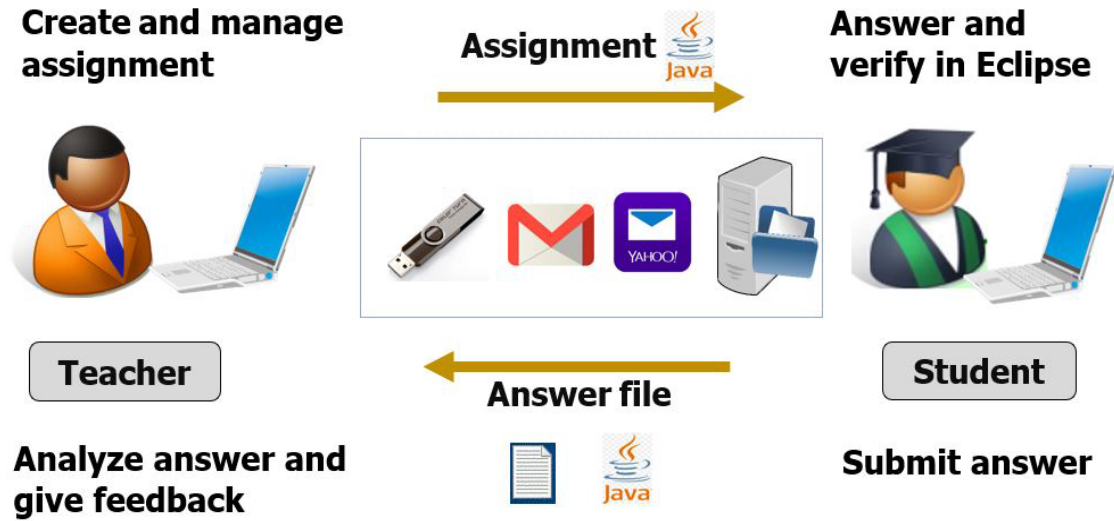 Create and manage
assignment
Assignment
Java
Answer and
verify in Eclipse
YAHOO!
Teacher
Answer file
Student
Analyze answer and
give feedback
Java
Submit answer